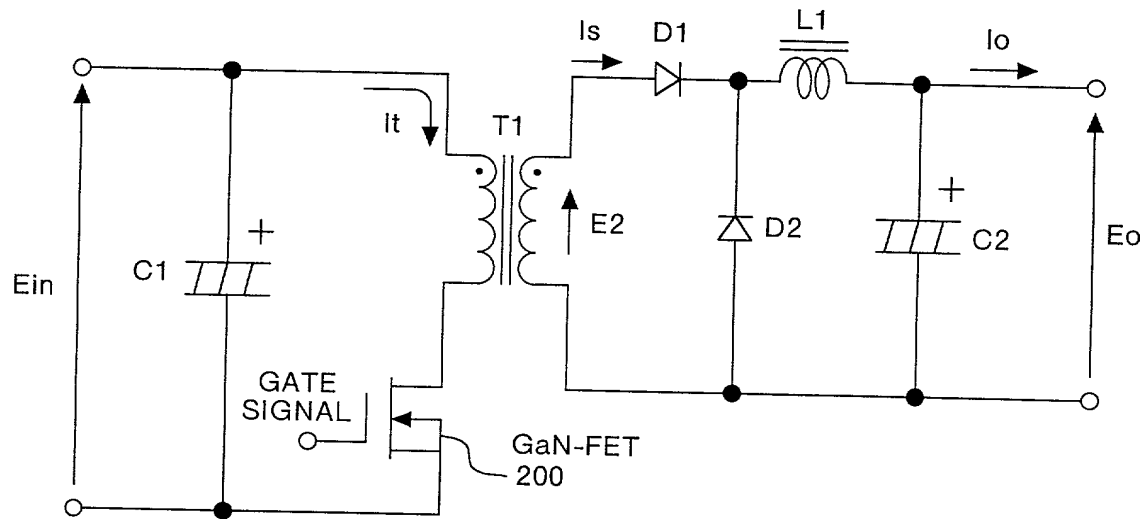 Is
D1
L1
Io
It
T1
+
+
E2
D2
C2
Eo
Ein
C1
GATE
SIGNAL
GaN-FET
200